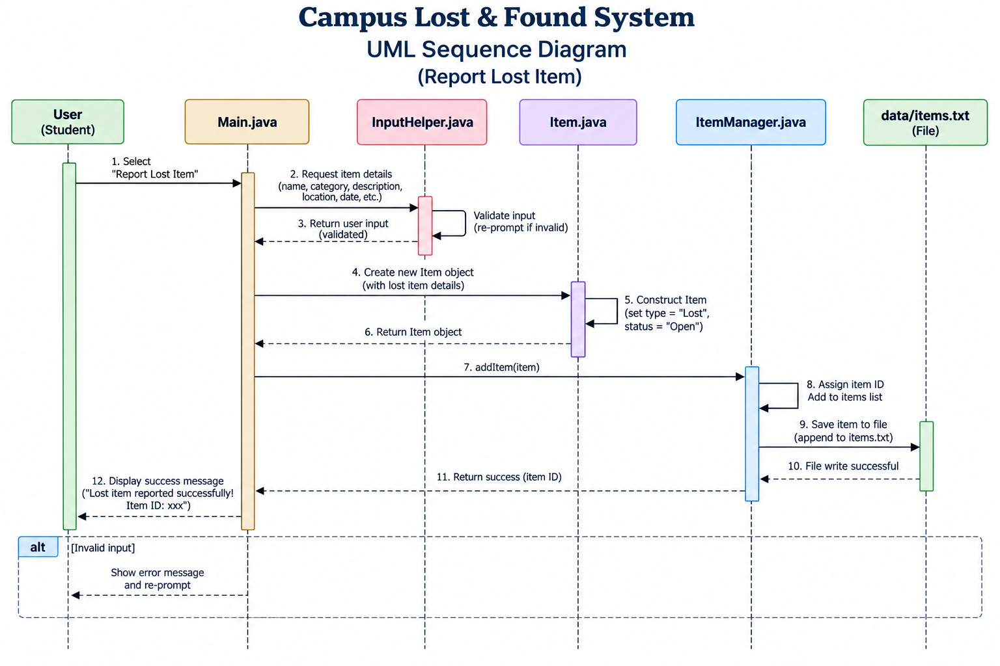 Campus Lost & Found System
UML Sequence Diagram
(Report Lost Item)
User
(Student)
Main.java
InputHelper.java
Item.java
ItemManager.java
data/items.txt
(File)
1. Select
"Report Lost Item"
2. Request item details
(name, category, description,
location, date, etc.)
Validate input
(re-prompt if invalid)
3. Return user input
(validated)
4. Create new Item object
(with lost item details)
5. Construct Item
(set type = "Lost",
status = "Open")
6. Return Item object
7. addItem(item)
8. Assign item ID
Add to items list
9. Save item to file
(append to items.txt)
10. File write successful
11. Return success (item ID)
12. Display success message
("Lost item reported successfully!
Item ID: xxx")
alt
[Invalid input]
Show error message
and re-prompt